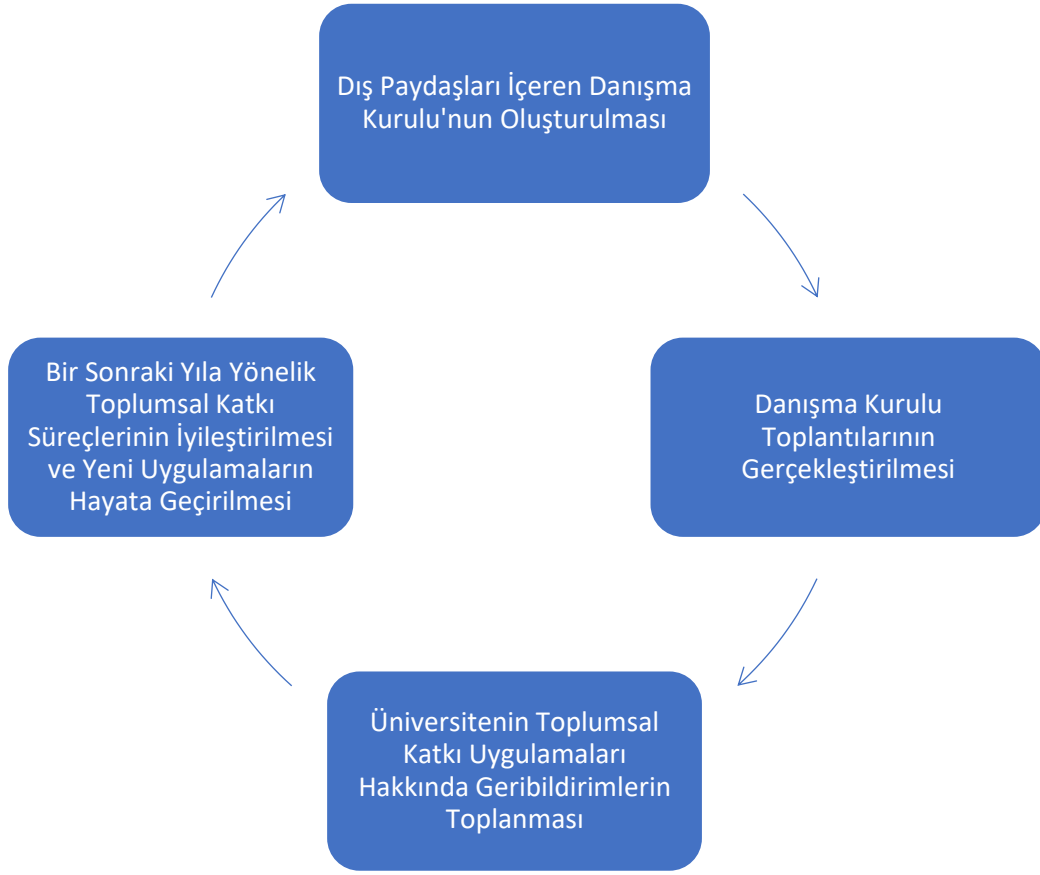 Dış Paydaşları İçeren Danışma
Kurulu'nun Oluşturulması
Danışma Kurulu
Toplantılarının
Gerçekleştirilmesi
Üniversitenin Toplumsal
Katkı Uygulamaları
Hakkında Geribildirimlerin
Toplanması
Bir Sonraki Yıla Yönelik
Toplumsal Katkı
Süreçlerinin İyileştirilmesi
ve Yeni Uygulamaların
Hayata Geçirilmesi